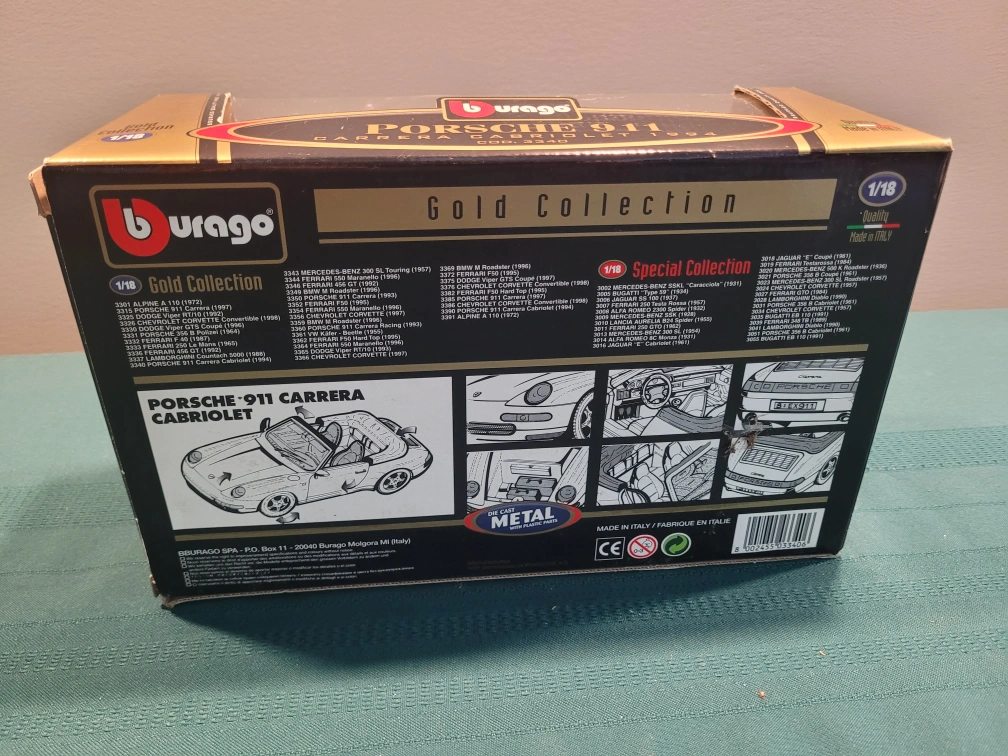 Gold
Collection
1/18
Burago
PORSCHE 911
CARRERA CABRIOLET 1994
COD. 3340
Made in ITALY
Burago®
Gold Collection
1/18
Quality
Made in ITALY
1/18 Gold Collection
3301 ALPINE A 110 (1972)
3315 PORSCHE 911 Carrera (1997)
3325 DODGE Viper RT/10 (1992)
3326 CHEVROLET CORVETTE Convertible (1998)
3330 DODGE Viper GTS Coupé (1996)
3331 PORSCHE 356 B Polizei (1964)
3332 FERRARI F 40 (1987)
3333 FERRARI 250 Le Mans (1965)
3336 FERRARI 456 GT (1992)
3337 LAMBORGHINI Countach 5000 (1988)
3340 PORSCHE 911 Carrera Cabriolet (1994)
3343 MERCEDES-BENZ 300 SL Touring (1957)
3344 FERRARI 550 Maranello (1996)
3346 FERRARI 456 GT (1992)
3349 BMW M Roadster (1996)
3350 PORSCHE 911 Carrera (1993)
3352 FERRARI F50 (1995)
3354 FERRARI 550 Maranello (1996)
3356 CHEVROLET CORVETTE (1997)
3359 BMW M Roadster (1996)
3360 PORSCHE 911 Carrera Racing (1993)
3361 VW Käfer - Beetle (1955)
3362 FERRARI F50 Hard Top (1995)
3364 FERRARI 550 Maranello (1996)
3365 DODGE Viper RT/10 (1993)
3366 CHEVROLET CORVETTE (1997)
3369 BMW M Roadster (1996)
3372 FERRARI F50 (1995)
3375 DODGE Viper GTS Coupé (1997)
3376 CHEVROLET CORVETTE Convertible (1998)
3382 FERRARI F50 Hard Top (1995)
3385 PORSCHE 911 Carrera (1997)
3386 CHEVROLET CORVETTE Convertible (1998)
3390 PORSCHE 911 Carrera Cabriolet (1994)
3391 ALPINE A 110 (1972)
1/18 Special Collection
3002 MERCEDES-BENZ SSKL "Caracciola" (1931)
3005 BUGATTI "Type 59" (1934)
3006 JAGUAR SS 100 (1937)
3007 FERRARI 250 Testa Rossa (1957)
3008 ALFA ROMEO 2300 Spider (1932)
3009 MERCEDES-BENZ SSK (1928)
3010 LANCIA AURELIA B24 Spider (1955)
3011 FERRARI 250 GTO (1962)
3013 MERCEDES-BENZ 300 SL (1954)
3014 ALFA ROMEO 8C Monza (1931)
3016 JAGUAR "E" Cabriolet (1961)
3018 JAGUAR "E" Coupé (1961)
3019 FERRARI Testarossa (1984)
3020 MERCEDES-BENZ 500 K Roadster (1936)
3021 PORSCHE 356 B Coupé (1961)
3023 MERCEDES-BENZ 300 SL Roadster (1957)
3024 CHEVROLET CORVETTE (1957)
3027 FERRARI GTO (1984)
3028 LAMBORGHINI Diablo (1990)
3031 PORSCHE 356 B Cabriolet (1961)
3034 CHEVROLET CORVETTE (1957)
3035 BUGATTI EB 110 (1991)
3039 FERRARI 348 TB (1989)
3041 LAMBORGHINI Diablo (1990)
3051 PORSCHE 356 B Cabriolet (1961)
3055 BUGATTI EB 110 (1991)
PORSCHE 911 CARRERA
CABRIOLET
Carrera
PORSCHE
EX911
DIE CAST
METAL
WITH PLASTIC PARTS
BBURAGO SPA - P.O. Box 11 - 20040 Burago Molgora MI (Italy)
MADE IN ITALY / FABRIQUE EN ITALIE
CE
0-3
8 002455 033406